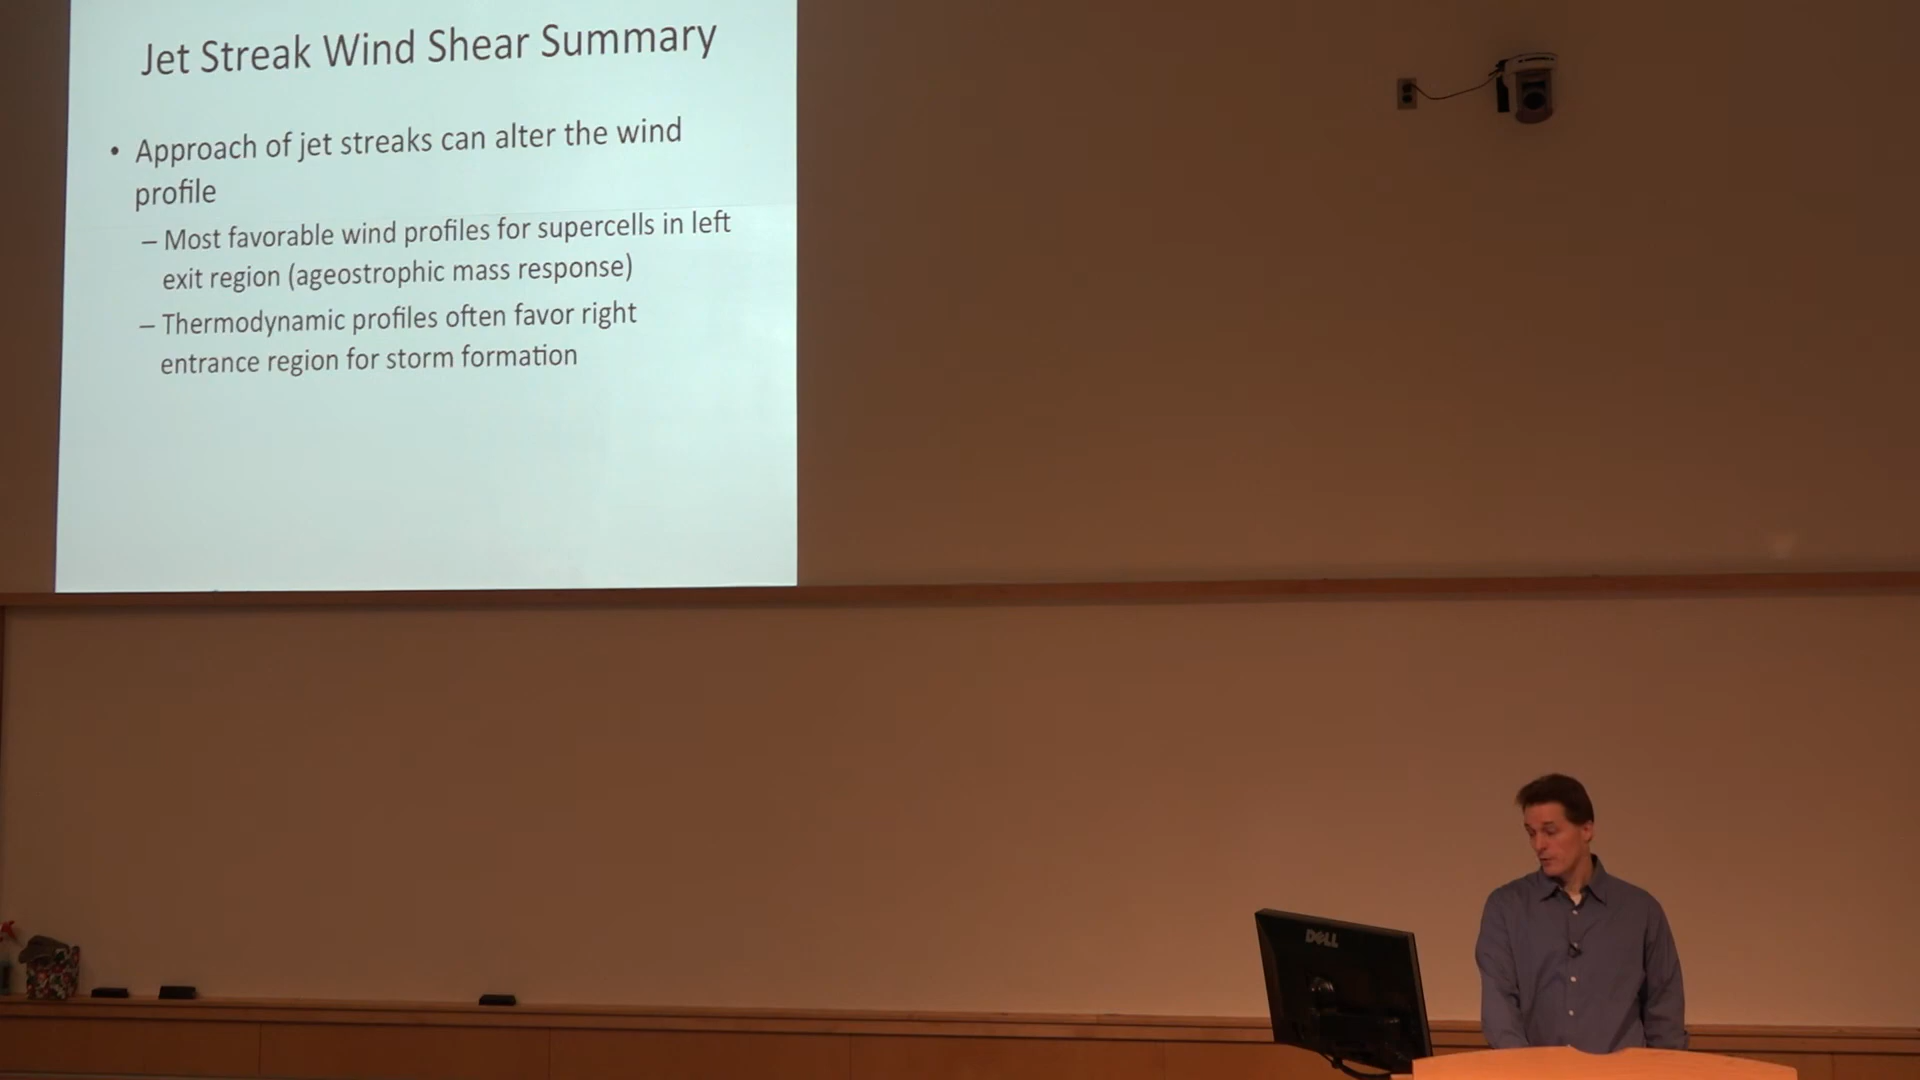 Jet Streak Wind Shear Summary
• Approach of jet streaks can alter the wind
profile
– Most favorable wind profiles for supercells in left
exit region (ageostrophic mass response)
– Thermodynamic profiles often favor right
entrance region for storm formation
DELL